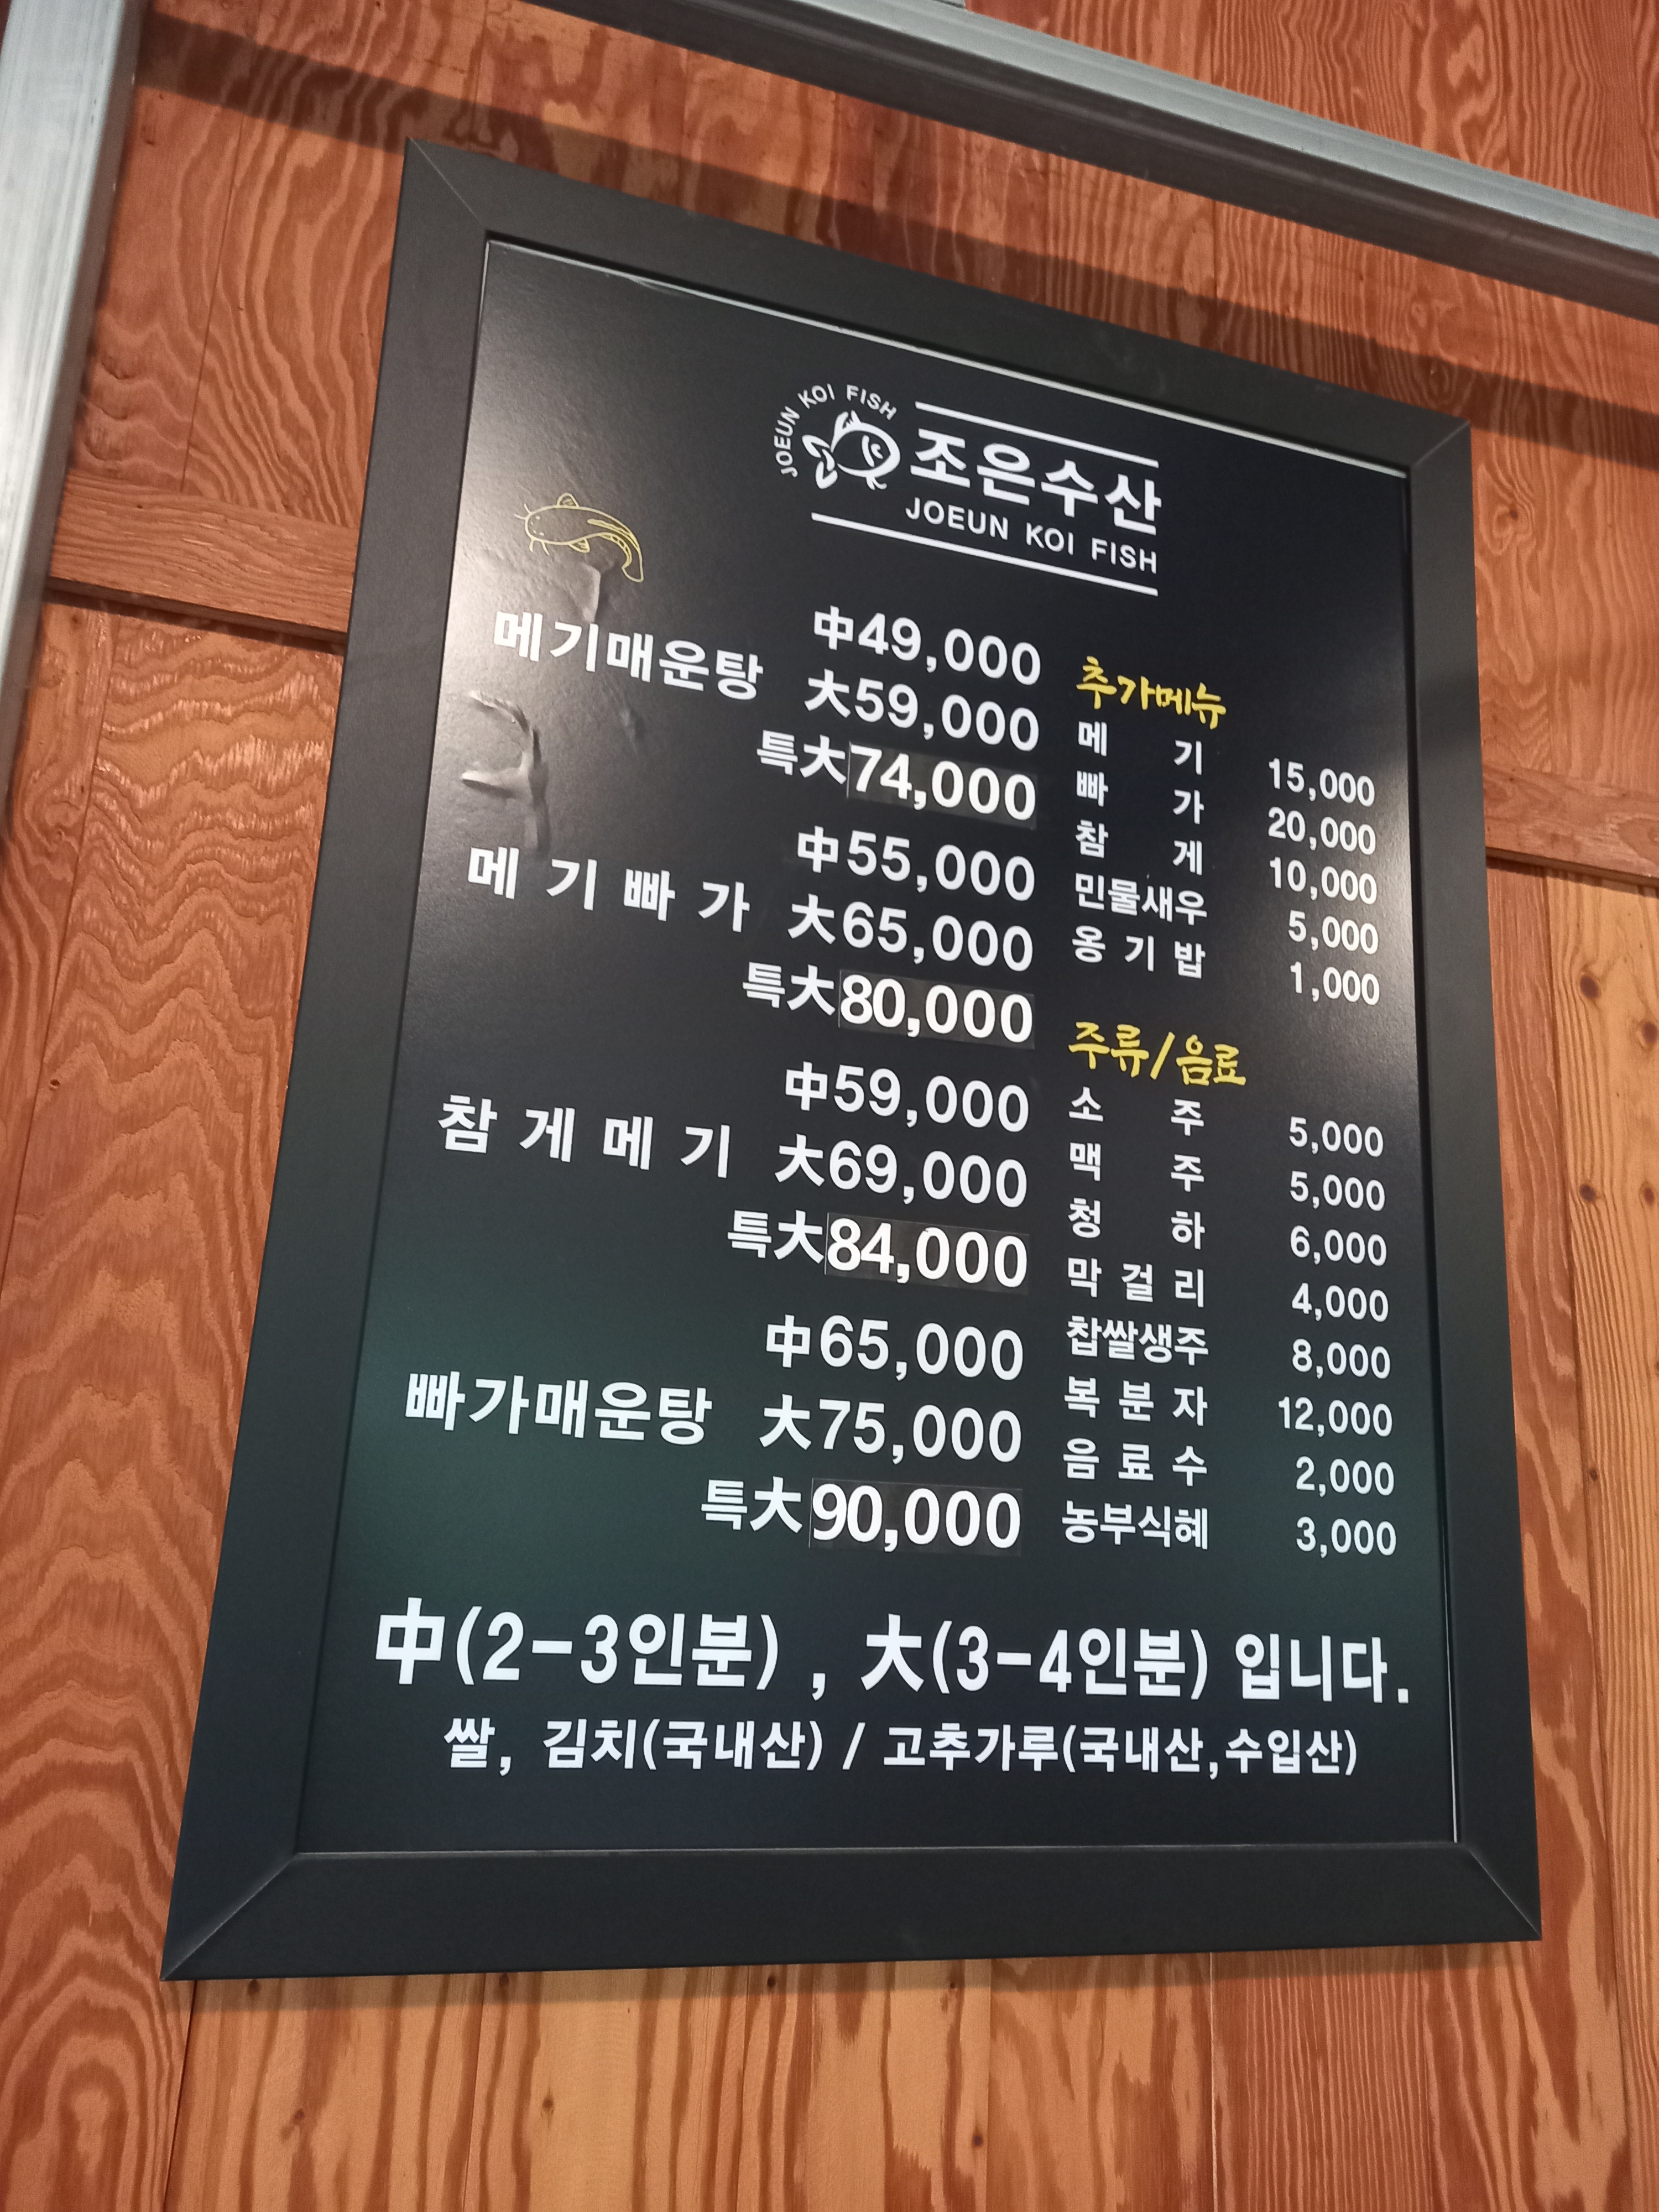 JOEUN KOI FISH
조은수산
JOEUN KOI FISH
中49,000
메기매운탕 大59,000
특大74,000
中55,000
메기빠가 大65,000
특大80,000
中59,000
참게메기 大69,000
특大84,000
中65,000
빠가매운탕 大75,000
특大90,000
추가메뉴
메기 15,000
빠가 20,000
참게 10,000
민물새우 5,000
옹기밥 1,000
주류/음료
소주 5,000
맥주 5,000
청하 6,000
막걸리 4,000
찹쌀생주 8,000
복분자 12,000
음료수 2,000
농부식혜 3,000
中(2-3인분) , 大(3-4인분) 입니다.
쌀, 김치(국내산) / 고추가루(국내산,수입산)